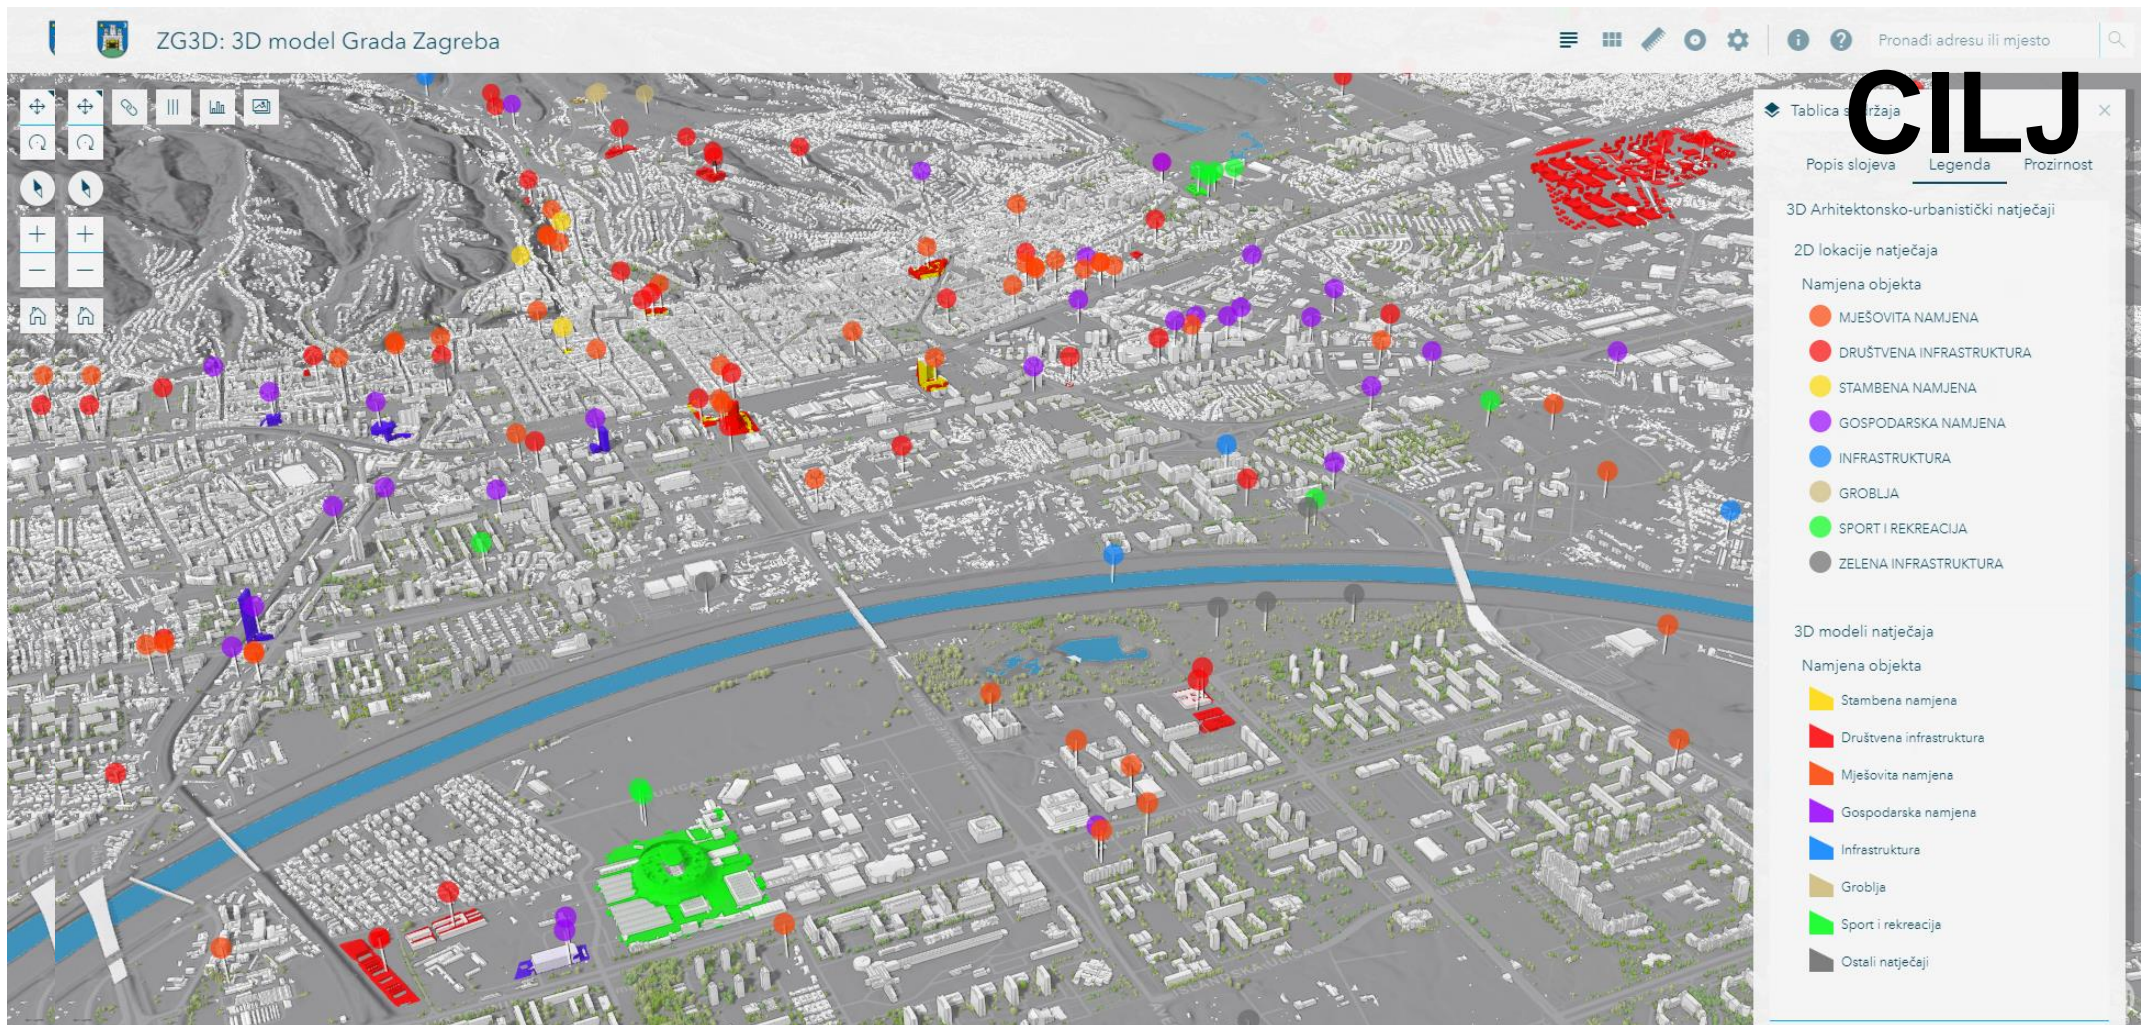 ZG3D: 3D model Grada Zagreba
Pronađi adresu ili mjesto
CILJ
Tablica sadržaja
Popis slojeva Legenda Prozirnost
3D Arhitektonsko-urbanistički natječaji
2D lokacije natječaja
Namjena objekta
MJEŠOVITA NAMJENA
DRUŠTVENA INFRASTRUKTURA
STAMBENA NAMJENA
GOSPODARSKA NAMJENA
INFRASTRUKTURA
GROBLJA
SPORT I REKREACIJA
ZELENA INFRASTRUKTURA
3D modeli natječaja
Namjena objekta
Stambena namjena
Društvena infrastruktura
Mješovita namjena
Gospodarska namjena
Infrastruktura
Groblja
Sport i rekreacija
Ostali natječaji